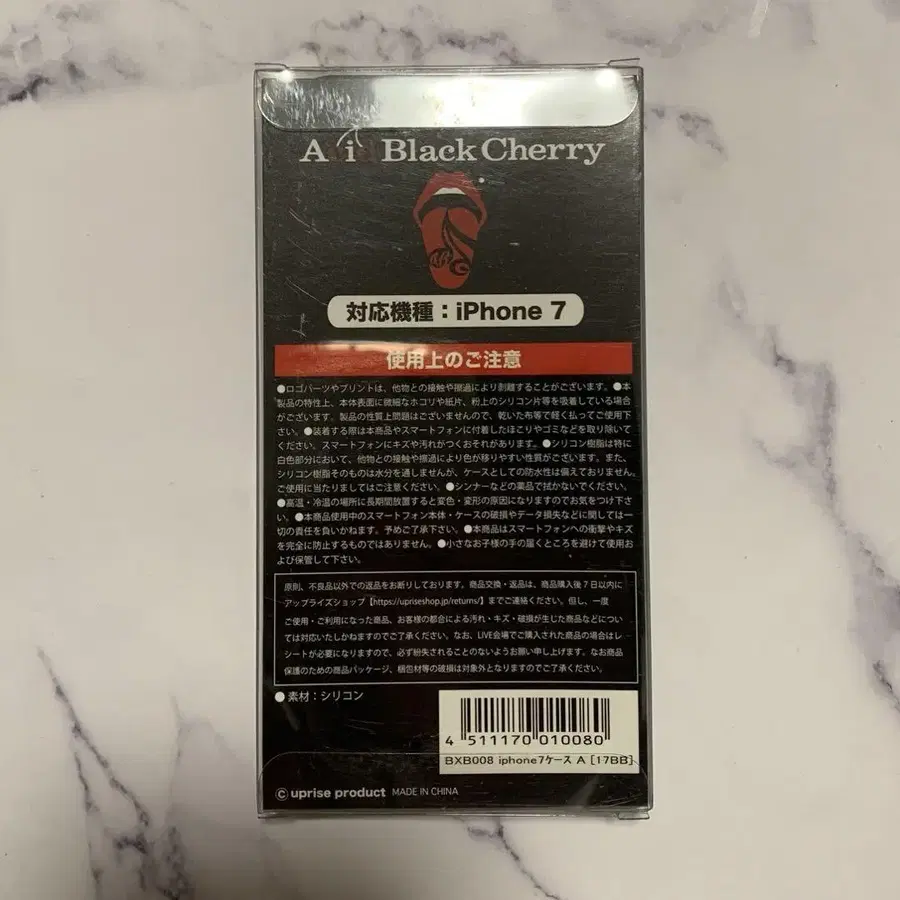 Acid Black Cherry
対応機種：iPhone 7
使用上のご注意
●ロゴパーツやプリントは、他物との接触や擦過により剥離することがございます。●本
製品の特性上、本体表面に微細なホコリや紙片、粉上のシリコン片等を吸着している場合
がございます。製品の性質上問題はございませんので、乾いた布等で軽く払ってご使用下
さい。●装着する際は本商品やスマートフォンに付着したほこりやゴミなどを取り除いて
ください。スマートフォンにキズや汚れがつくおそれがあります。●シリコン樹脂は特に
白色部分において、他物との接触や擦過により色が移りやすい性質がございます。また、
シリコン樹脂そのものは水分を通しませんが、ケースとしての防水性は備えておりません。
ご使用に当たりましてはご注意ください。●シンナーなどの薬品で拭かないでください。
●高温・冷温の場所に長期間放置すると変色・変形の原因になりますのでお気をつけ下さ
い。●本商品使用中のスマートフォン本体・ケースの破損やデータ損失などに関しては一
切の責任を負いかねます。予めご了承下さい。●本商品はスマートフォンへの衝撃やキズ
を完全に防止するものではありません。●小さなお子様の手の届くところを避けて使用お
よび保管して下さい。
原則、不良品以外での返品をお断りしております。商品交換・返品は、商品購入後７日以内に
アップライズショップ【https://upriseshop.jp/returns/】までご連絡ください。但し、一度
ご使用・ご利用になった商品、お客様の都合による汚れ・キズ・破損が生じた商品などについ
ては対応いたしかねますのでご了承ください。なお、LIVE会場でご購入された商品の場合はレ
シートが必要になりますので、必ず紛失されることのないようお願い申し上げます。なお商品
保護のための商品パッケージ、梱包材等の破損は対象外となりますのでご了承ください。
●素材：シリコン
4 511170 010080
BXB008 iphone7ケース A [17BB]
© uprise product MADE IN CHINA